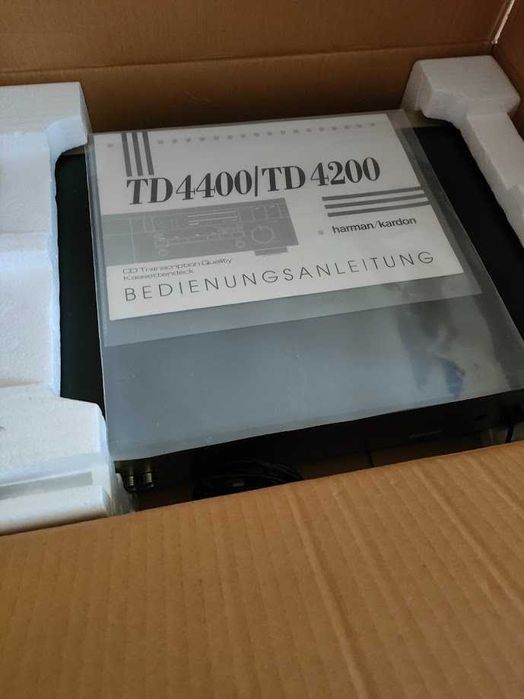 TD4400/TD4200
harman/kardon
CD Transcription Quality
Kassettendeck
BEDIENUNGSANLEITUNG